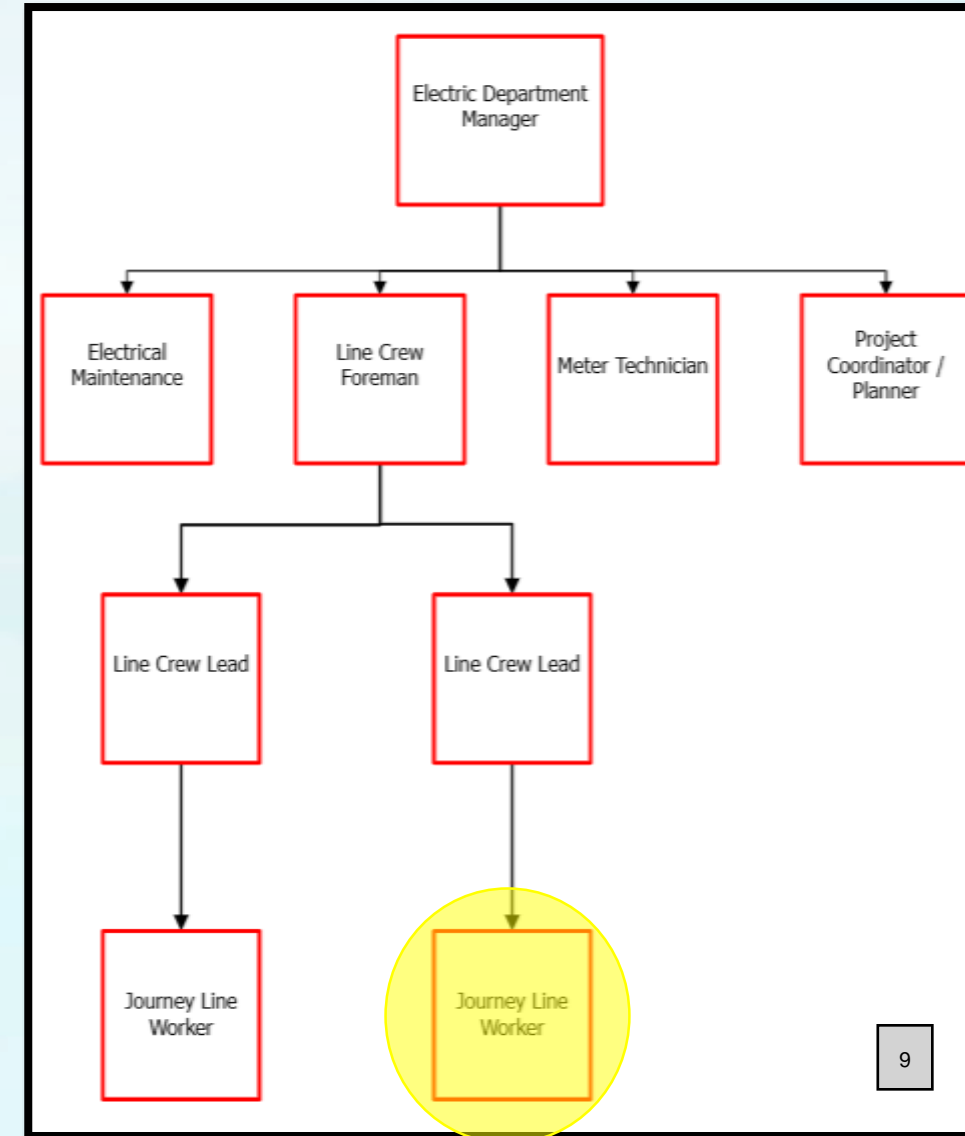 Electric Department
Manager
Electrical
Maintenance
Line Crew
Foreman
Meter Technician
Project
Coordinator /
Planner
Line Crew Lead
Line Crew Lead
Journey Line
Worker
Journey Line
Worker
9